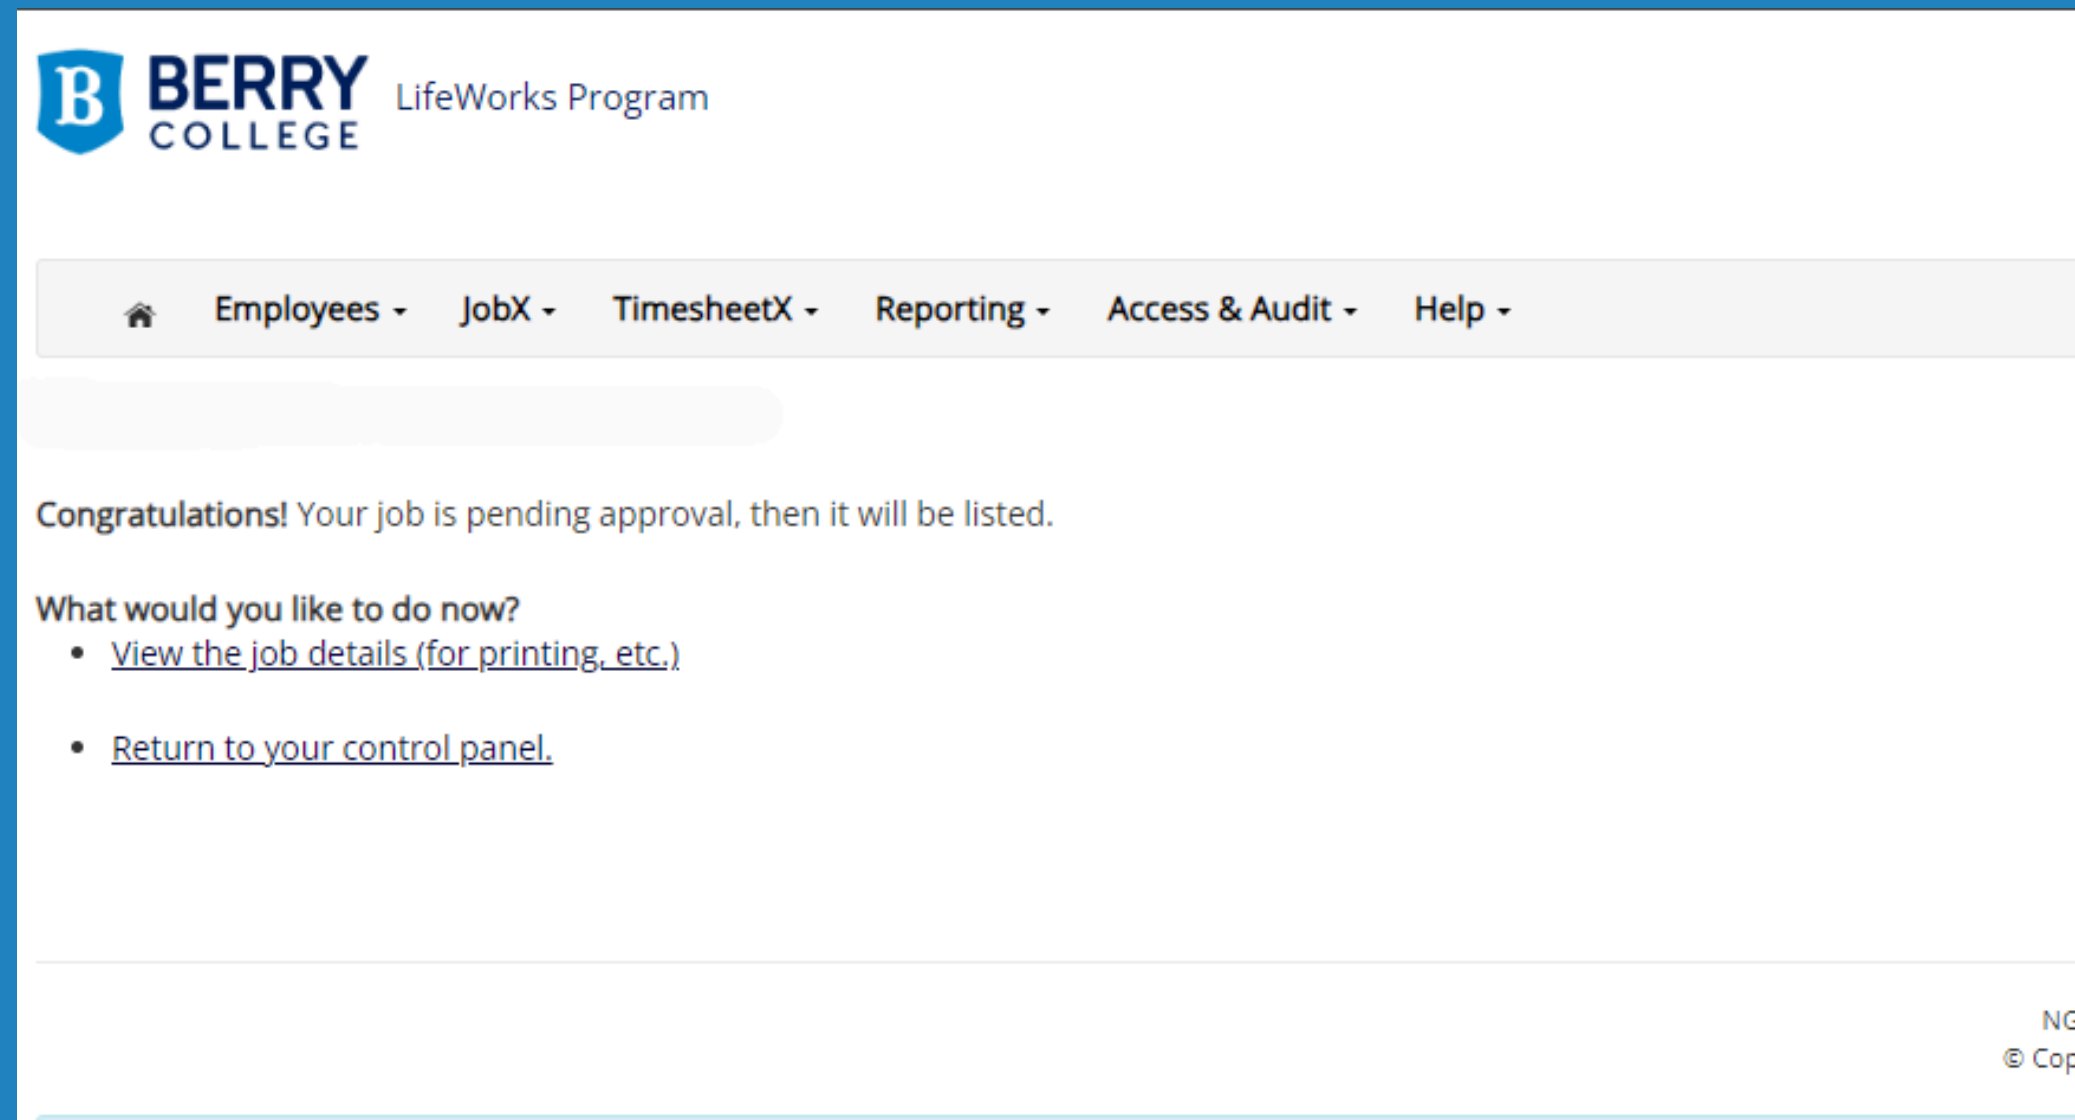 B BERRY COLLEGE LifeWorks Program
Employees JobX TimesheetX Reporting Access & Audit Help
Congratulations! Your job is pending approval, then it will be listed.
What would you like to do now?
• View the job details (for printing, etc.)
• Return to your control panel.
NG
© Cop